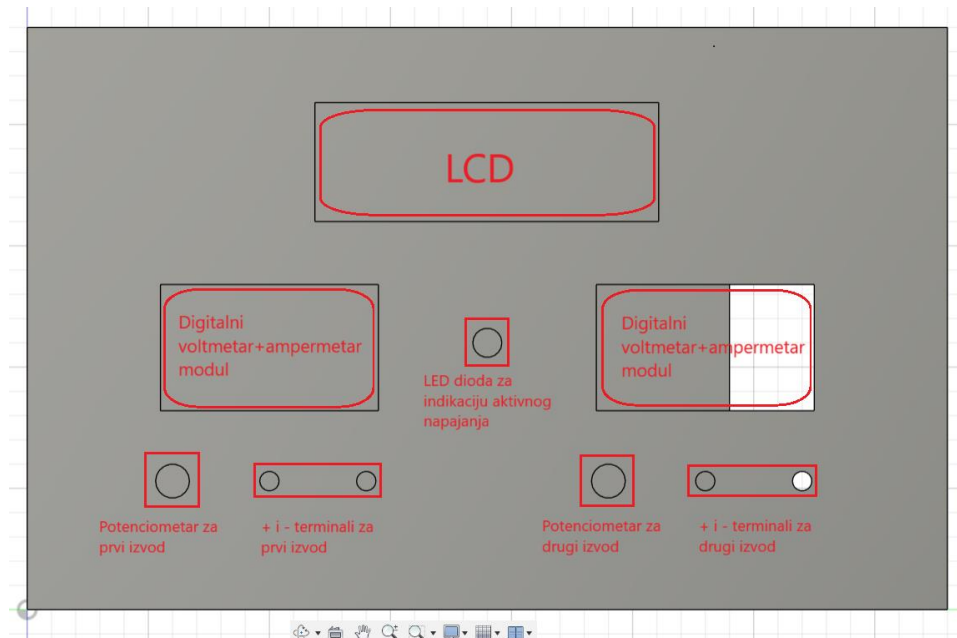 LCD
Digitalni
voltmetar+ampermetar
modul
Digitalni
voltmetar+ampermetar
modul
LED dioda za
indikaciju aktivnog
napajanja
Potenciometar za
prvi izvod
+ i - terminali za
prvi izvod
Potenciometar za
drugi izvod
+ i - terminali za
drugi izvod